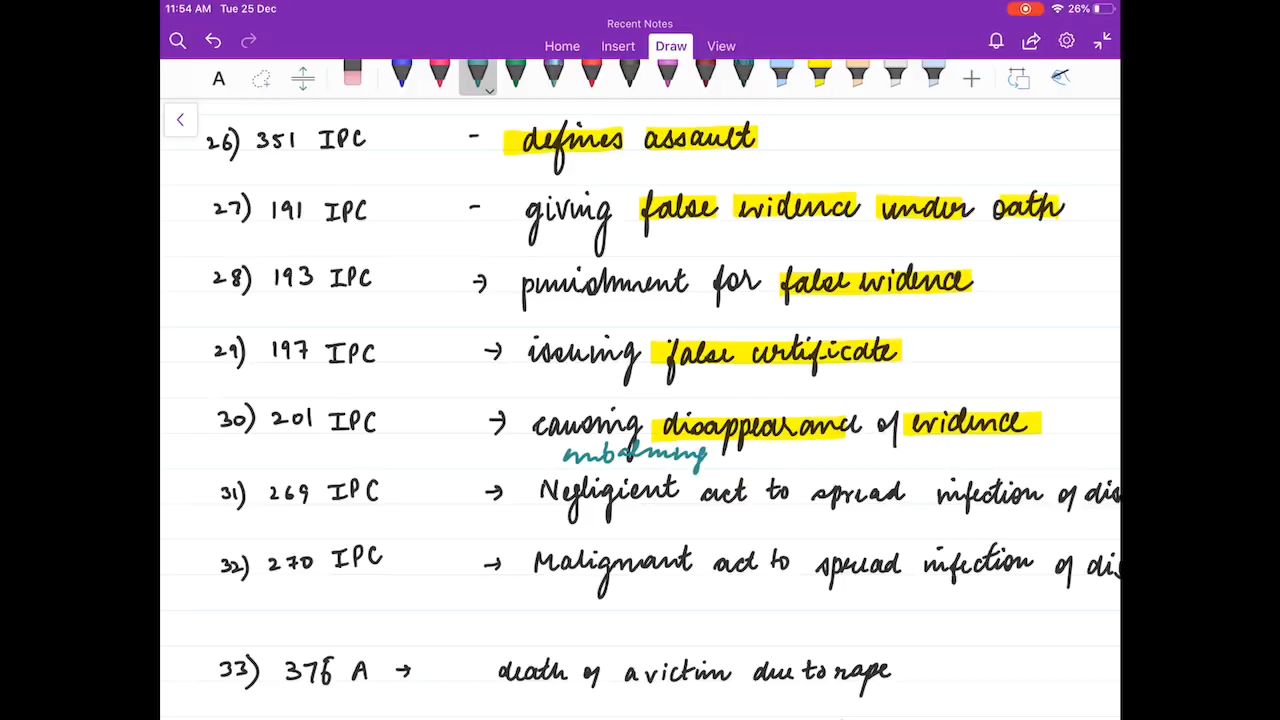 11:54 AM Tue 25 Dec
26%
Recent Notes
Home Insert Draw View
A
26) 351 IPC - defines assault
27) 191 IPC - giving false evidence under oath
28) 193 IPC → punishment for false evidence
29) 197 IPC → issuing false certificate
30) 201 IPC → causing disappearance of evidence
embalming
31) 269 IPC → Negligient act to spread infection of dis
32) 270 IPC → Malignant act to spread infection of dis
33) 376 A → death of a victim due to rape